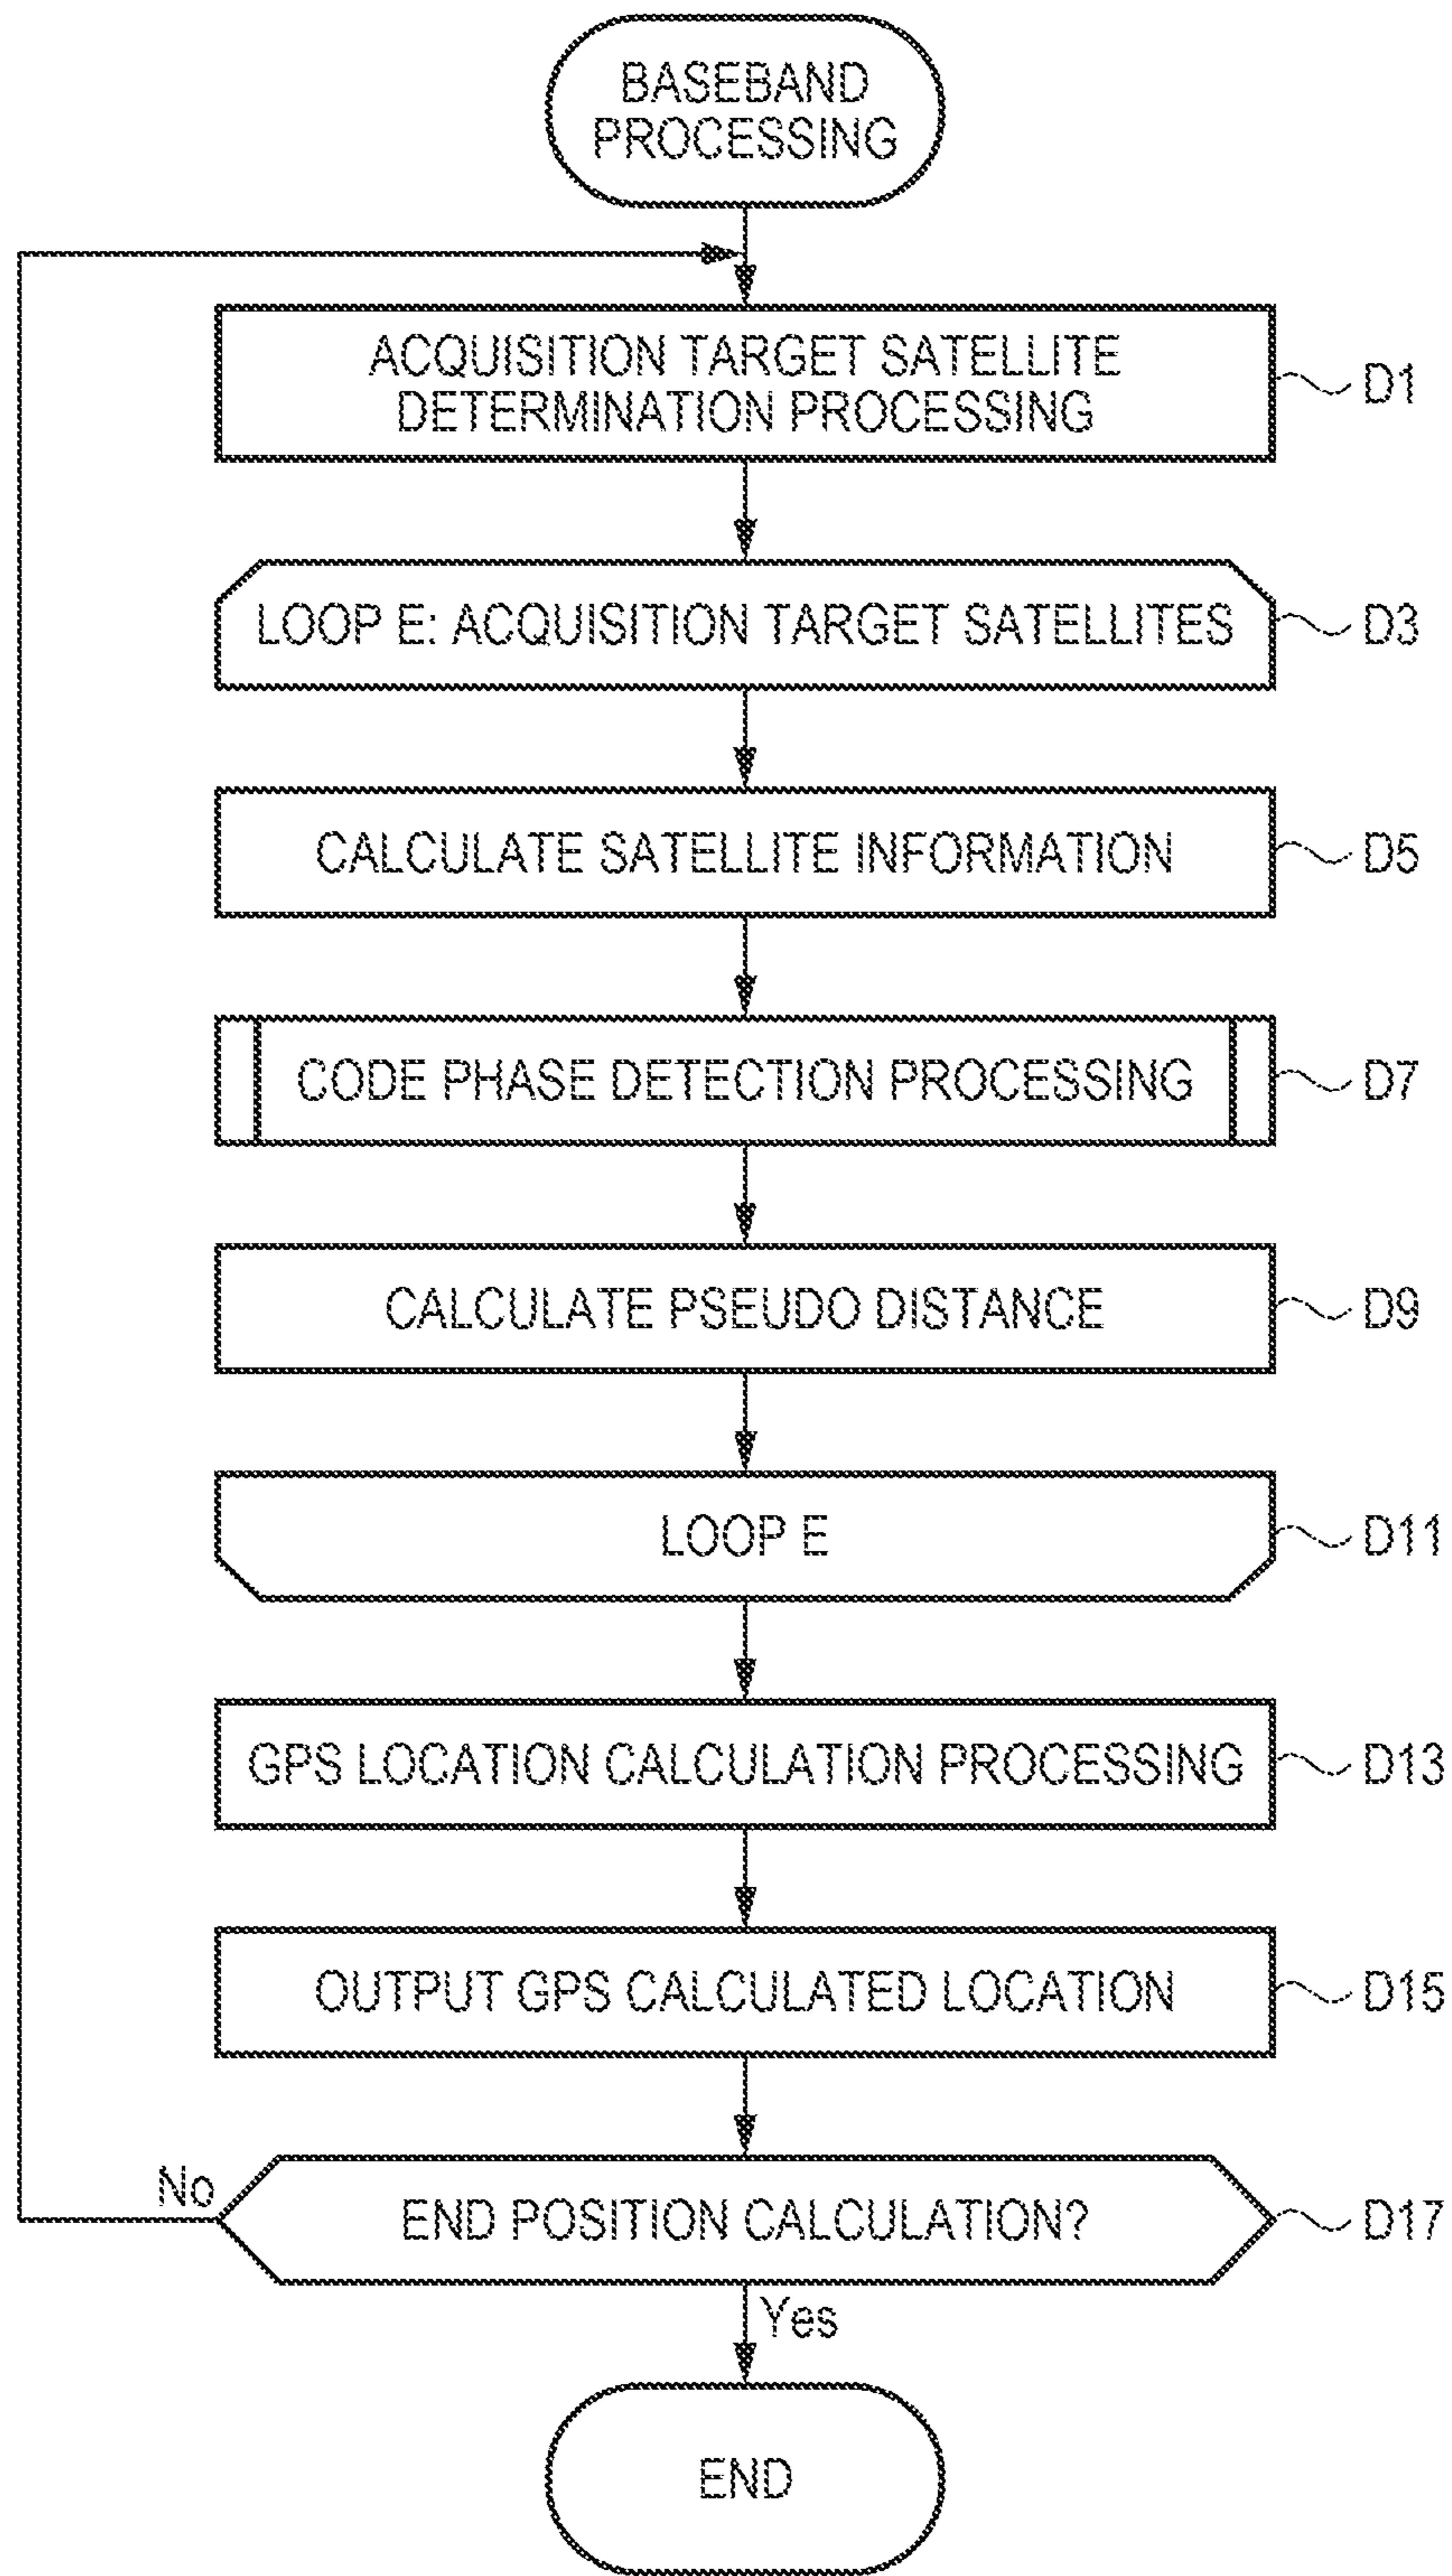 BASEBAND
PROCESSING
ACQUISITION TARGET SATELLITE
DETERMINATION PROCESSING
D1
LOOP E: ACQUISITION TARGET SATELLITES
D3
CALCULATE SATELLITE INFORMATION
D5
CODE PHASE DETECTION PROCESSING
D7
CALCULATE PSEUDO DISTANCE
D9
LOOP E
D11
GPS LOCATION CALCULATION PROCESSING
D13
OUTPUT GPS CALCULATED LOCATION
D15
No
END POSITION CALCULATION?
D17
Yes
END